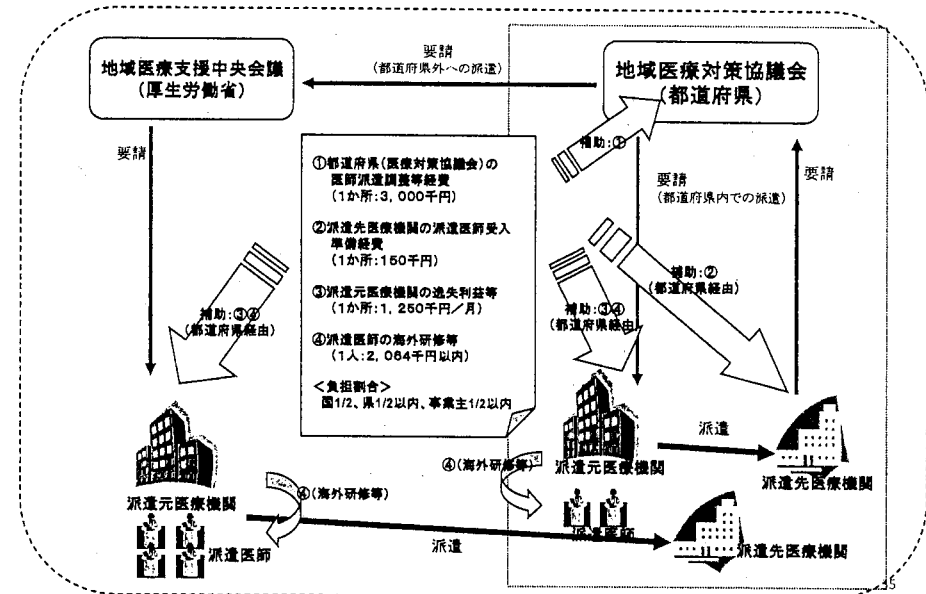 地域医療支援中央会議
(厚生労働省)
要請
(都道府県外への派遣)
地域医療対策協議会
(都道府県)
要請
補助:①
要請
(都道府県内での派遣)
要請
①都道府県(医療対策協議会)の
医師派遣調整等経費
(1か所:3,000千円)
②派遣先医療機関の派遣医師受入
準備経費
(1か所:150千円)
③派遣元医療機関の逸失利益等
(1か所:1,250千円/月)
④派遣医師の海外研修等
(1人:2,064千円以内)
<負担割合>
国1/2、県1/2以内、事業主1/2以内
補助:③④
(都道府県経由)
補助:③④
(都道府県経由)
補助:②
(都道府県経由)
派遣元医療機関
④(海外研修等)
派遣医師
派遣
④(海外研修等)
派遣元医療機関
派遣医師
派遣
派遣先医療機関
派遣先医療機関